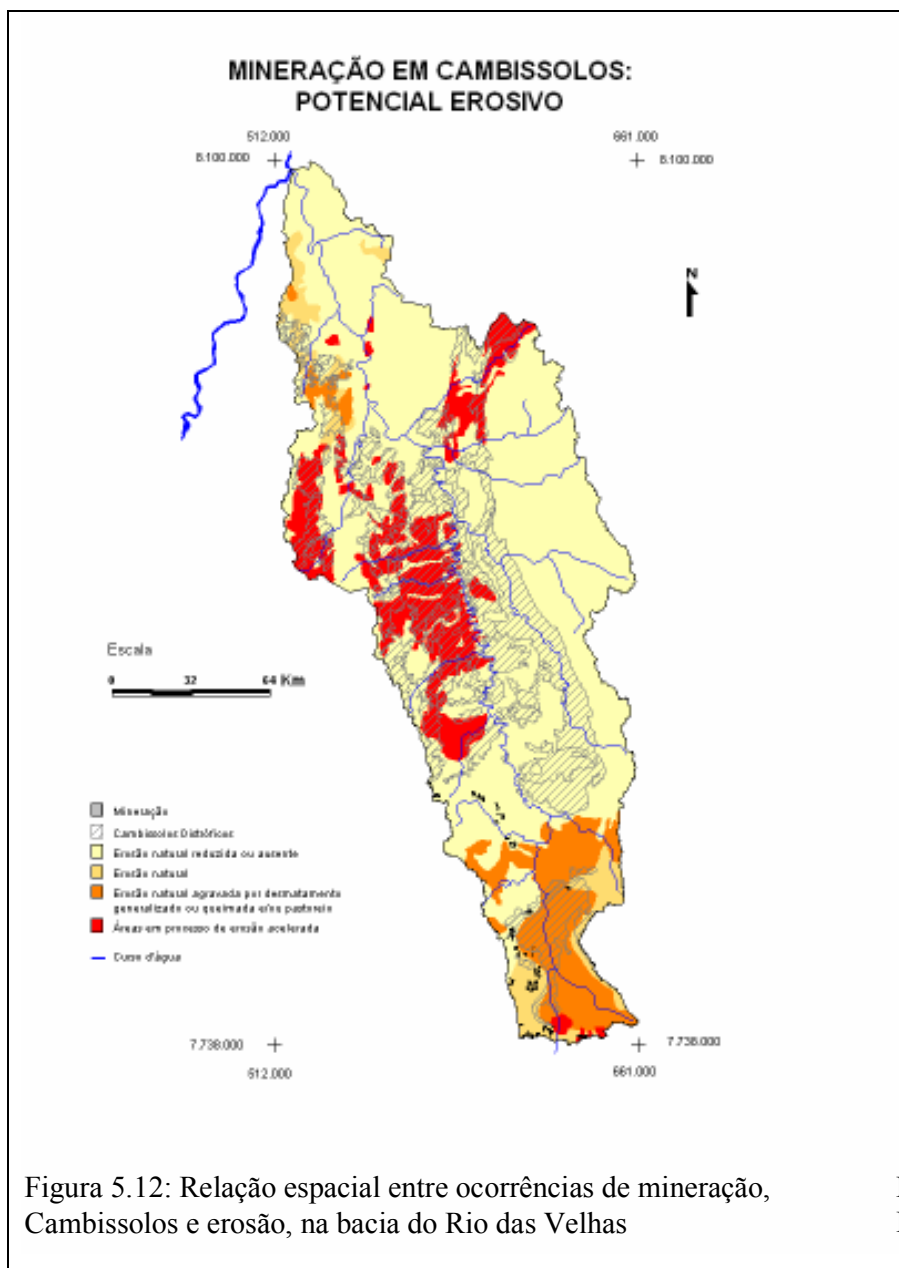 MINERAÇÃO EM CAMBISSOLOS:
POTENCIAL EROSIVO
512.000 661.000
8.100.000 8.100.000
N
Escala
0 32 64 Km
Mineração
Cambissolos Distróficos
Erosão natural reduzida ou ausente
Erosão natural
Erosão natural agravada por desmatamento
generalizado ou queimada e/ou pastoreio
Áreas em processo de erosão acelerada
Curso d'água
7.738.000 7.738.000
512.000 661.000
Figura 5.12: Relação espacial entre ocorrências de mineração,
Cambissolos e erosão, na bacia do Rio das Velhas